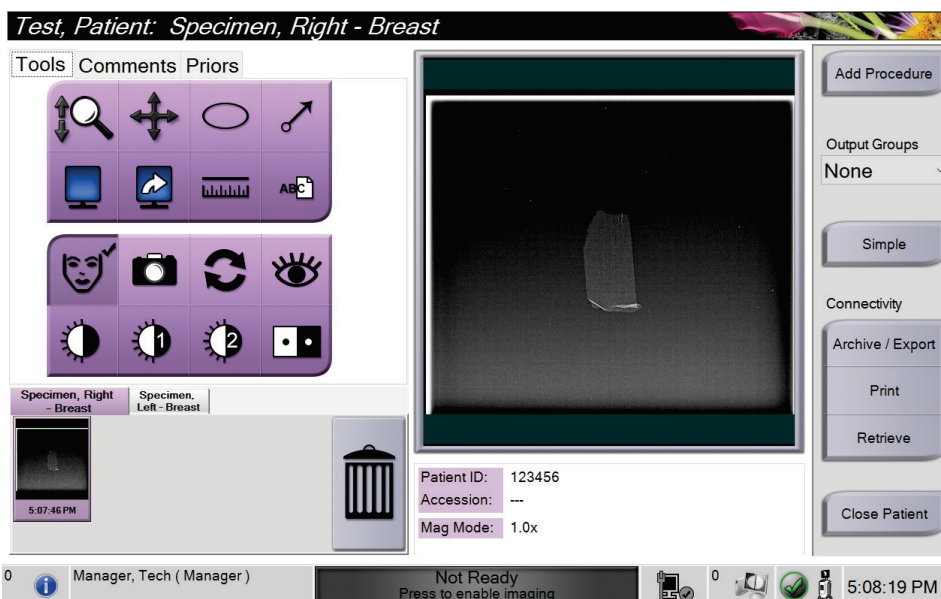 Test, Patient: Specimen, Right - Breast
Tools Comments Priors
ABC
1 2
Specimen, Right
- Breast
Specimen,
Left - Breast
5:07:46 PM
Patient ID: 123456
Accession: ---
Mag Mode: 1.0x
Add Procedure
Output Groups
None
Simple
Connectivity
Archive / Export
Print
Retrieve
Close Patient
0
Manager, Tech ( Manager )
Not Ready
Press to enable imaging
0
5:08:19 PM